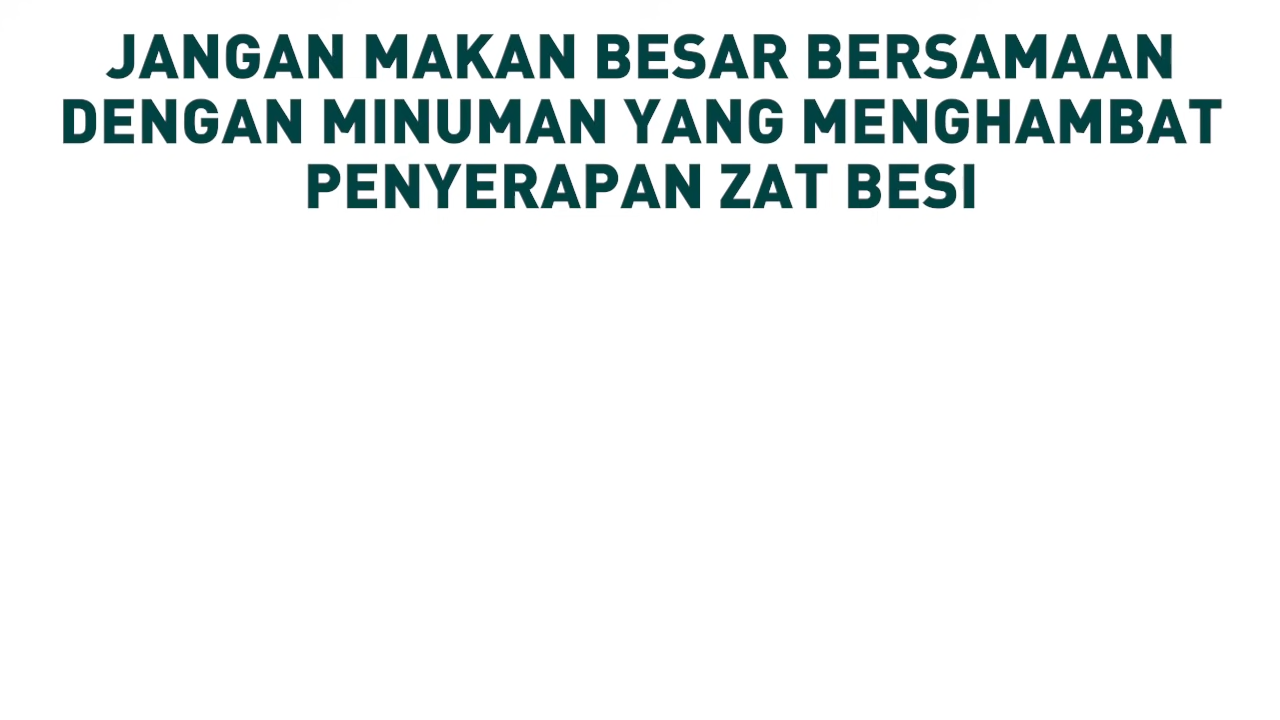 JANGAN MAKAN BESAR BERSAMAAN
DENGAN MINUMAN YANG MENGHAMBAT
PENYERAPAN ZAT BESI